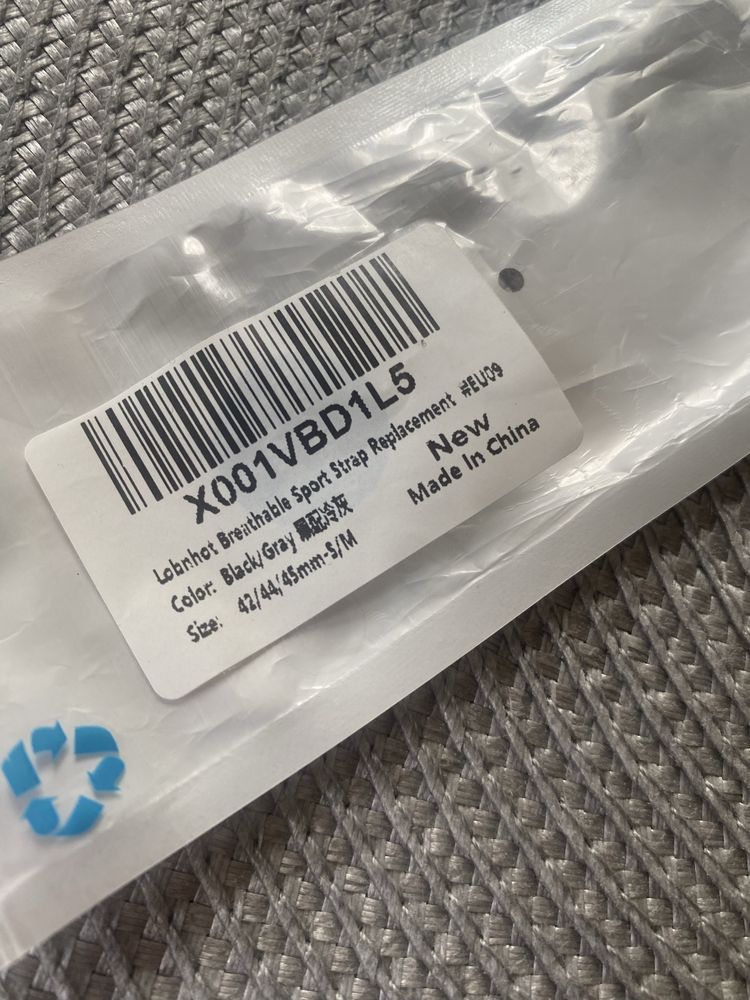 X001VBD1L5
Lobnhot Breathable Sport Strap Replacement #EU09
Color: Black/Gray 黑配冷灰
New
Size: 42/44/45mm-S/M
Made In China